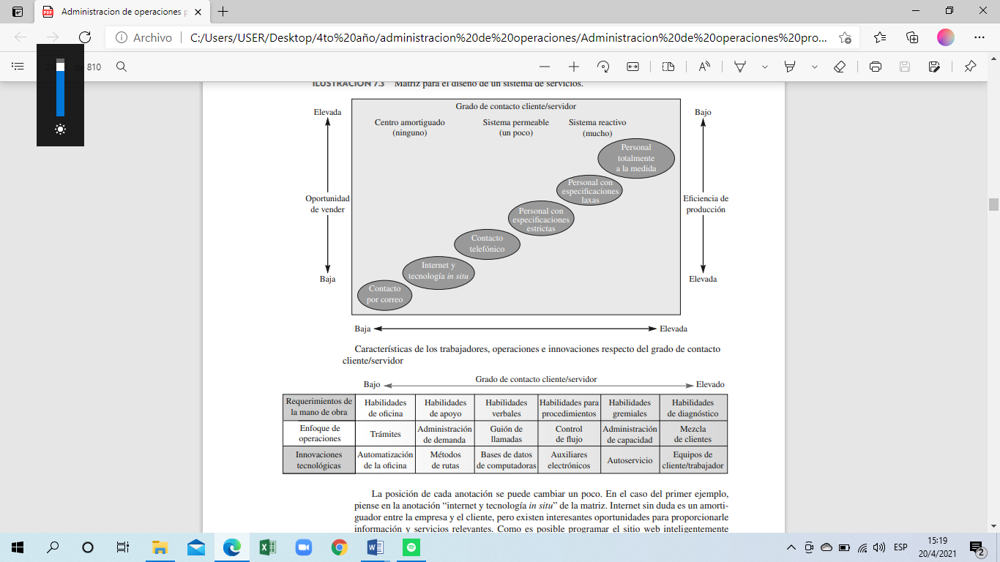 Administracion de operaciones p
Archivo
C:/Users/USER/Desktop/4to%20año/administracion%20de%20operaciones/Administracion%20de%20operaciones%20pro...
de 810
ILUSTRACIÓN 7.3 Matriz para el diseño de un sistema de servicios.
Grado de contacto cliente/servidor
Elevada
Bajo
Centro amortiguado
(ninguno)
Sistema permeable
(un poco)
Sistema reactivo
(mucho)
Personal
totalmente
a la medida
Personal con
especificaciones
laxas
Oportunidad
de vender
Eficiencia de
producción
Personal con
especificaciones
estrictas
Contacto
telefónico
Internet y
tecnología in situ
Baja
Elevada
Contacto
por correo
Baja
Elevada
Características de los trabajadores, operaciones e innovaciones respecto del grado de contacto
cliente/servidor
Bajo
Grado de contacto cliente/servidor
Elevado
Requerimientos de
la mano de obra
Habilidades
de oficina
Habilidades
de apoyo
Habilidades
verbales
Habilidades para
procedimientos
Habilidades
gremiales
Habilidades
de diagnóstico
Enfoque de
operaciones
Trámites
Administración
de demanda
Guión de
llamadas
Control
de flujo
Administración
de capacidad
Mezcla
de clientes
Innovaciones
tecnológicas
Automatización
de la oficina
Métodos
de rutas
Bases de datos
de computadoras
Auxiliares
electrónicos
Autoservicio
Equipos de
cliente/trabajador
La posición de cada anotación se puede cambiar un poco. En el caso del primer ejemplo,
piense en la anotación “internet y tecnología in situ” de la matriz. Internet sin duda es un amorti-
guador entre la empresa y el cliente, pero existen interesantes oportunidades para proporcionarle
información y servicios relevantes. Como es posible programar el sitio web inteligentemente
ESP
15:19
20/4/2021
2